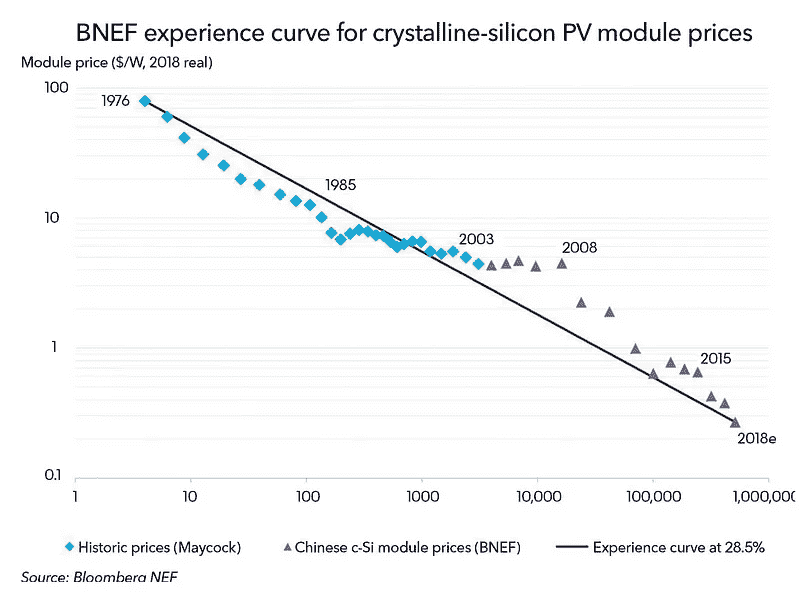 BNEF experience curve for crystalline-silicon PV module prices
Module price ($/W, 2018 real)
100
1976
1985
10
2003
2008
1
2015
2018e
0.1
1
10
100
1000
10,000
100,000
1,000,000
Historic prices (Maycock)
Chinese c-Si module prices (BNEF)
Experience curve at 28.5%
Source: Bloomberg NEF